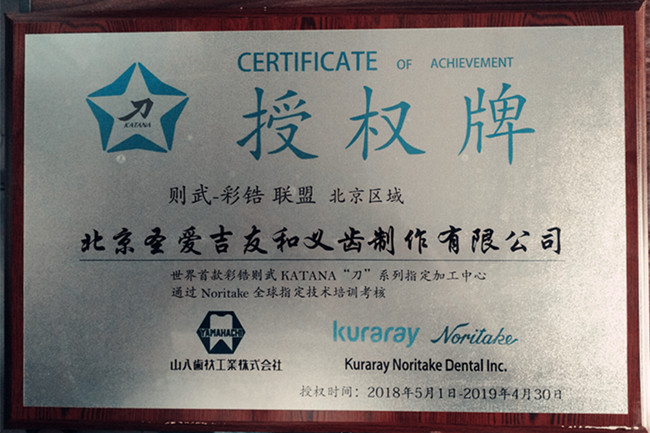 CERTIFICATE OF ACHIEVEMENT
刀
KATANA
授权牌
则武-彩锆 联盟 北京区域
北京圣爱吉友和义齿制作有限公司
世界首款彩锆则武 KATANA“刀”系列指定加工中心
通过 Noritake 全球指定技术培训考核
YAMAHACHI
山八歯材工業株式会社
kuraray Noritake
Kuraray Noritake Dental Inc.
授权时间：2018年5月1日-2019年4月30日